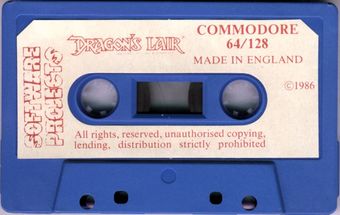 SOFTWARE
PROJECTS
DRAGON'S LAIR
COMMODORE
64/128
MADE IN ENGLAND
©1986
All rights, reserved, unauthorised copying,
lending, distribution strictly prohibited